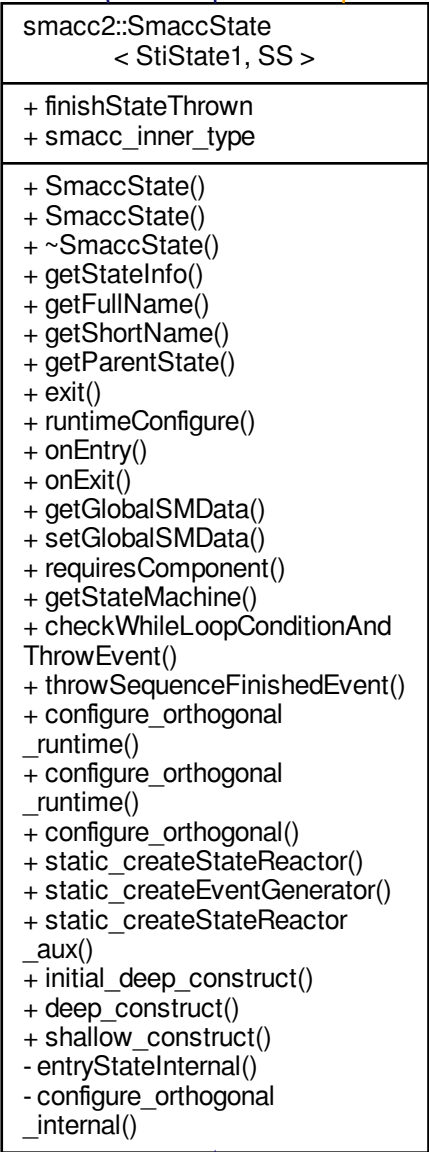 smacc2::SmaccState
< StiState1, SS >
+ finishStateThrown
+ smacc_inner_type
+ SmaccState()
+ SmaccState()
+ ~SmaccState()
+ getStateInfo()
+ getFullName()
+ getShortName()
+ getParentState()
+ exit()
+ runtimeConfigure()
+ onEntry()
+ onExit()
+ getGlobalSMData()
+ setGlobalSMData()
+ requiresComponent()
+ getStateMachine()
+ checkWhileLoopConditionAnd
ThrowEvent()
+ throwSequenceFinishedEvent()
+ configure_orthogonal
_runtime()
+ configure_orthogonal
_runtime()
+ configure_orthogonal()
+ static_createStateReactor()
+ static_createEventGenerator()
+ static_createStateReactor
_aux()
+ initial_deep_construct()
+ deep_construct()
+ shallow_construct()
- entryStateInternal()
- configure_orthogonal
_internal()